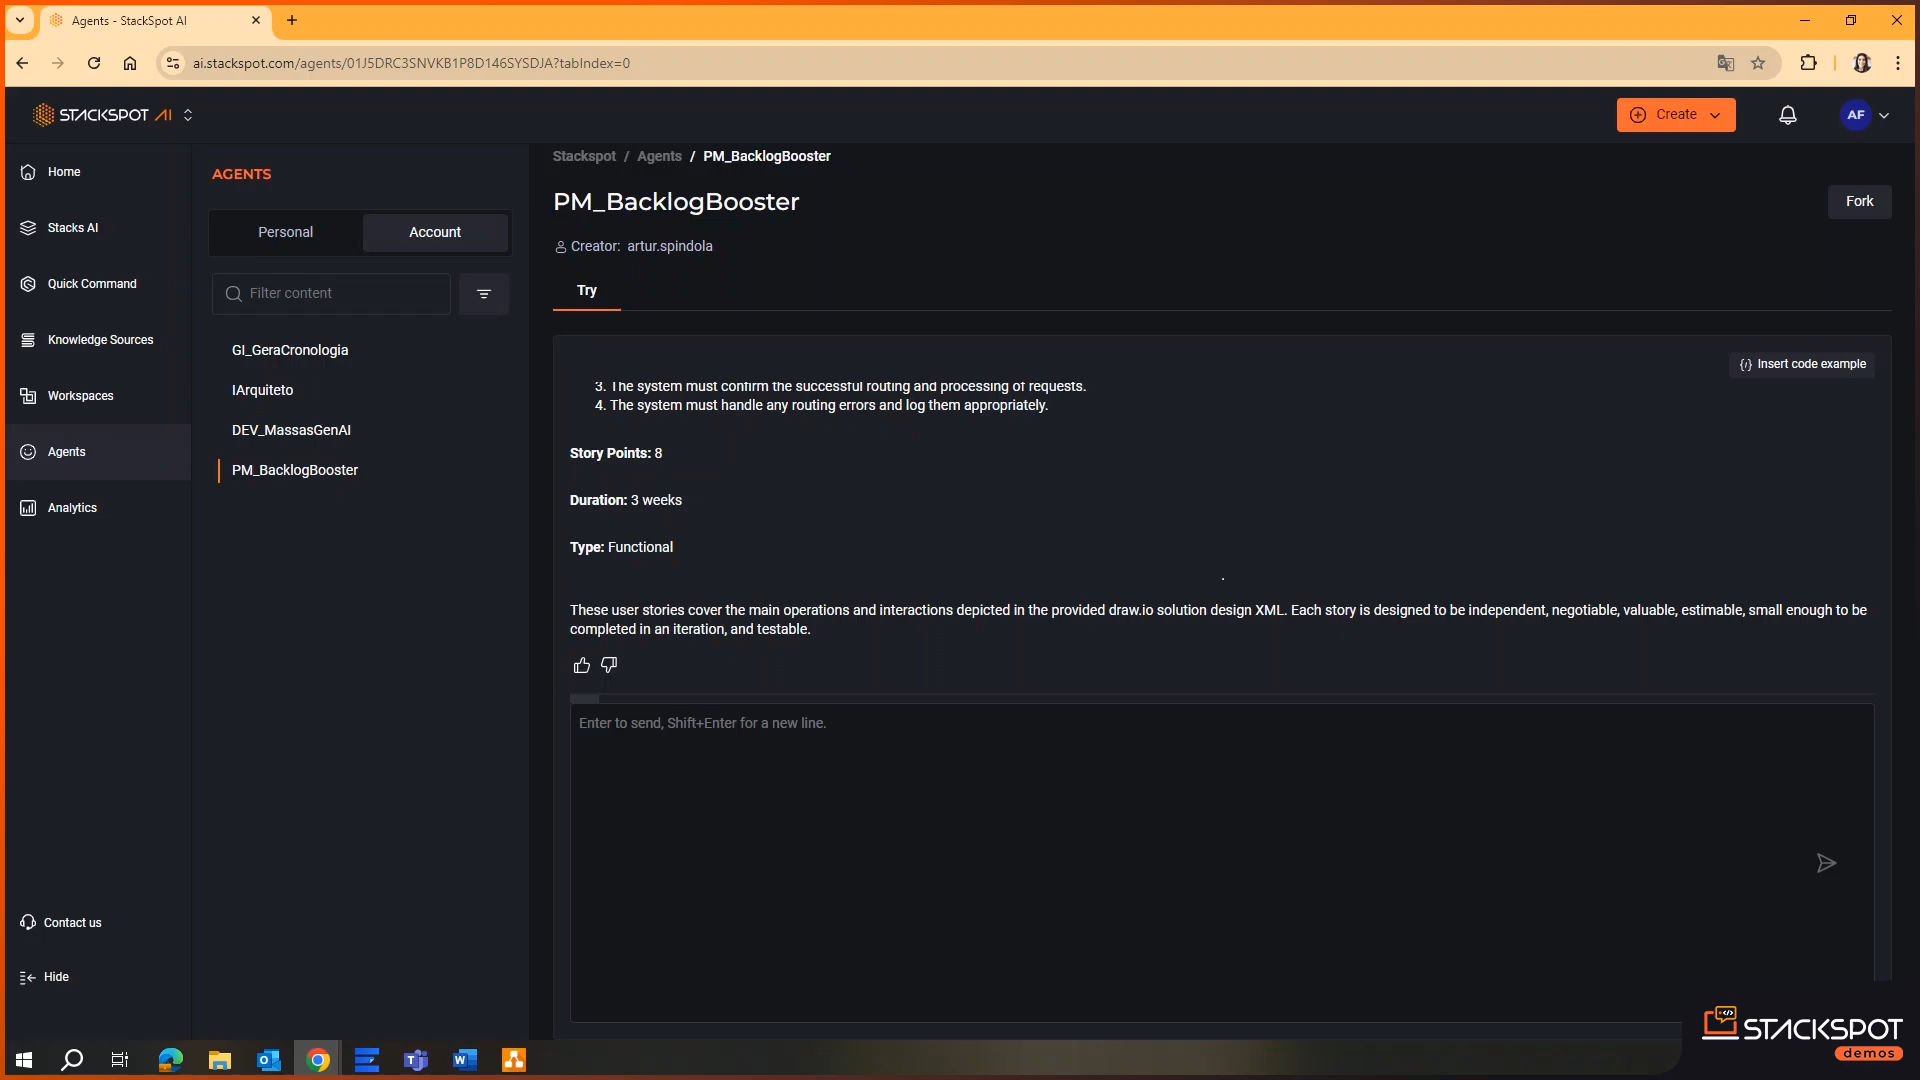 Agents - StackSpot AI
ai.stackspot.com/agents/01J5DRC3SNVKB1P8D146SYSDJA?tabIndex=0
STACKSPOT AI
Create
AF
Home
Stacks AI
Quick Command
Knowledge Sources
Workspaces
Agents
Analytics
Contact us
Hide
AGENTS
Personal
Account
Filter content
GI_GeraCronologia
IArquiteto
DEV_MassasGenAI
PM_BacklogBooster
Stackspot / Agents / PM_BacklogBooster
PM_BacklogBooster
Fork
Creator: artur.spindola
Try
Insert code example
3. The system must confirm the successful routing and processing of requests.
4. The system must handle any routing errors and log them appropriately.
Story Points: 8
Duration: 3 weeks
Type: Functional
These user stories cover the main operations and interactions depicted in the provided draw.io solution design XML. Each story is designed to be independent, negotiable, valuable, estimable, small enough to be
completed in an iteration, and testable.
Enter to send, Shift+Enter for a new line.
STACKSPOT
demos